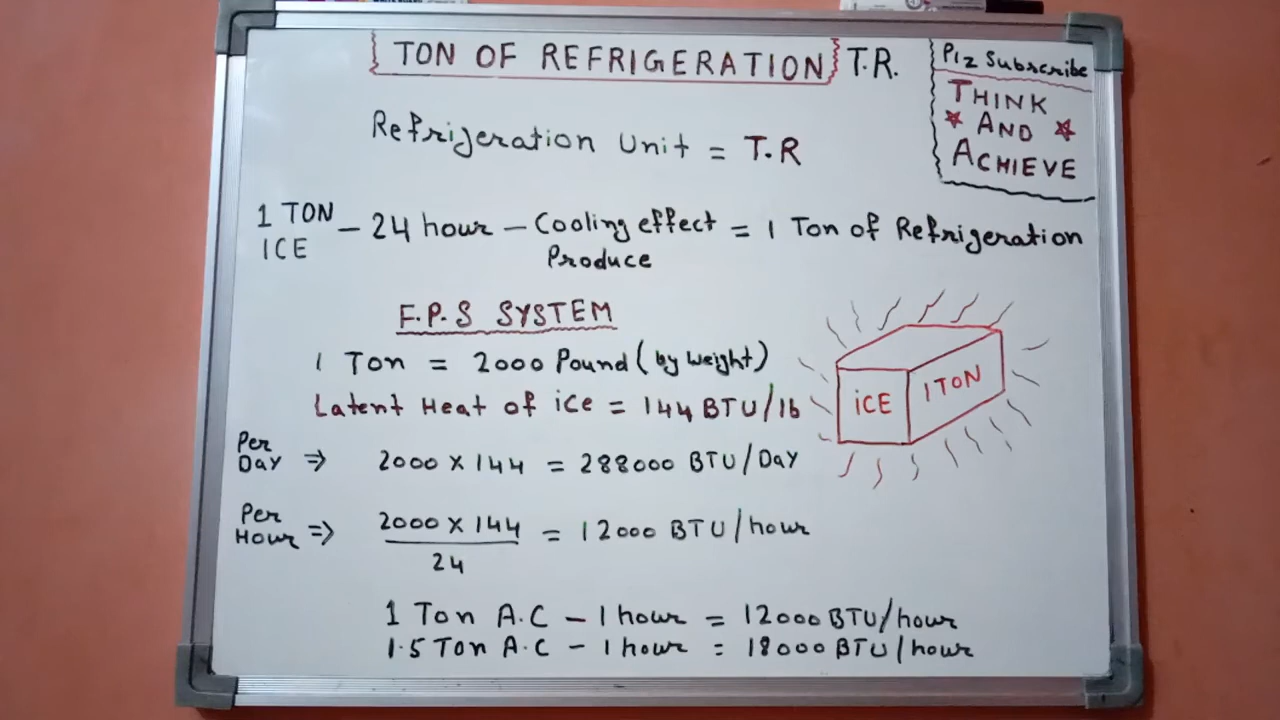 TON OF REFRIGERATION T.R.
Plz Subscribe
THINK
AND
ACHIEVE
Refrigeration Unit = T.R
1 TON ICE - 24 hour - Cooling effect Produce = 1 Ton of Refrigeration
F.P.S SYSTEM
1 Ton = 2000 Pound (by weight)
Latent Heat of ice = 144 BTU/lb
ICE 1 TON
Per Day ⇒ 2000 X 144 = 288000 BTU/Day
Per Hour ⇒ 2000 X 144 / 24 = 12000 BTU/hour
1 Ton A.C - 1 hour = 12000 BTU/hour
1.5 Ton A.C - 1 hour = 18000 BTU/hour